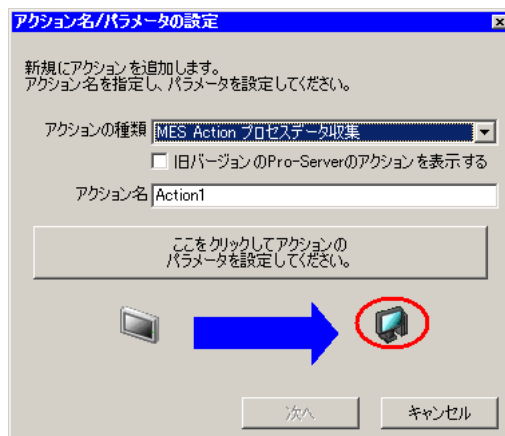 アクション名/パラメータの設定
新規にアクションを追加します。
アクション名を指定し、パラメータを設定してください。
アクションの種類 MES Action プロセスデータ収集
旧バージョンのPro-Serverのアクションを表示する
アクション名 Action1
ここをクリックしてアクションの
パラメータを設定してください。
次へ キャンセル